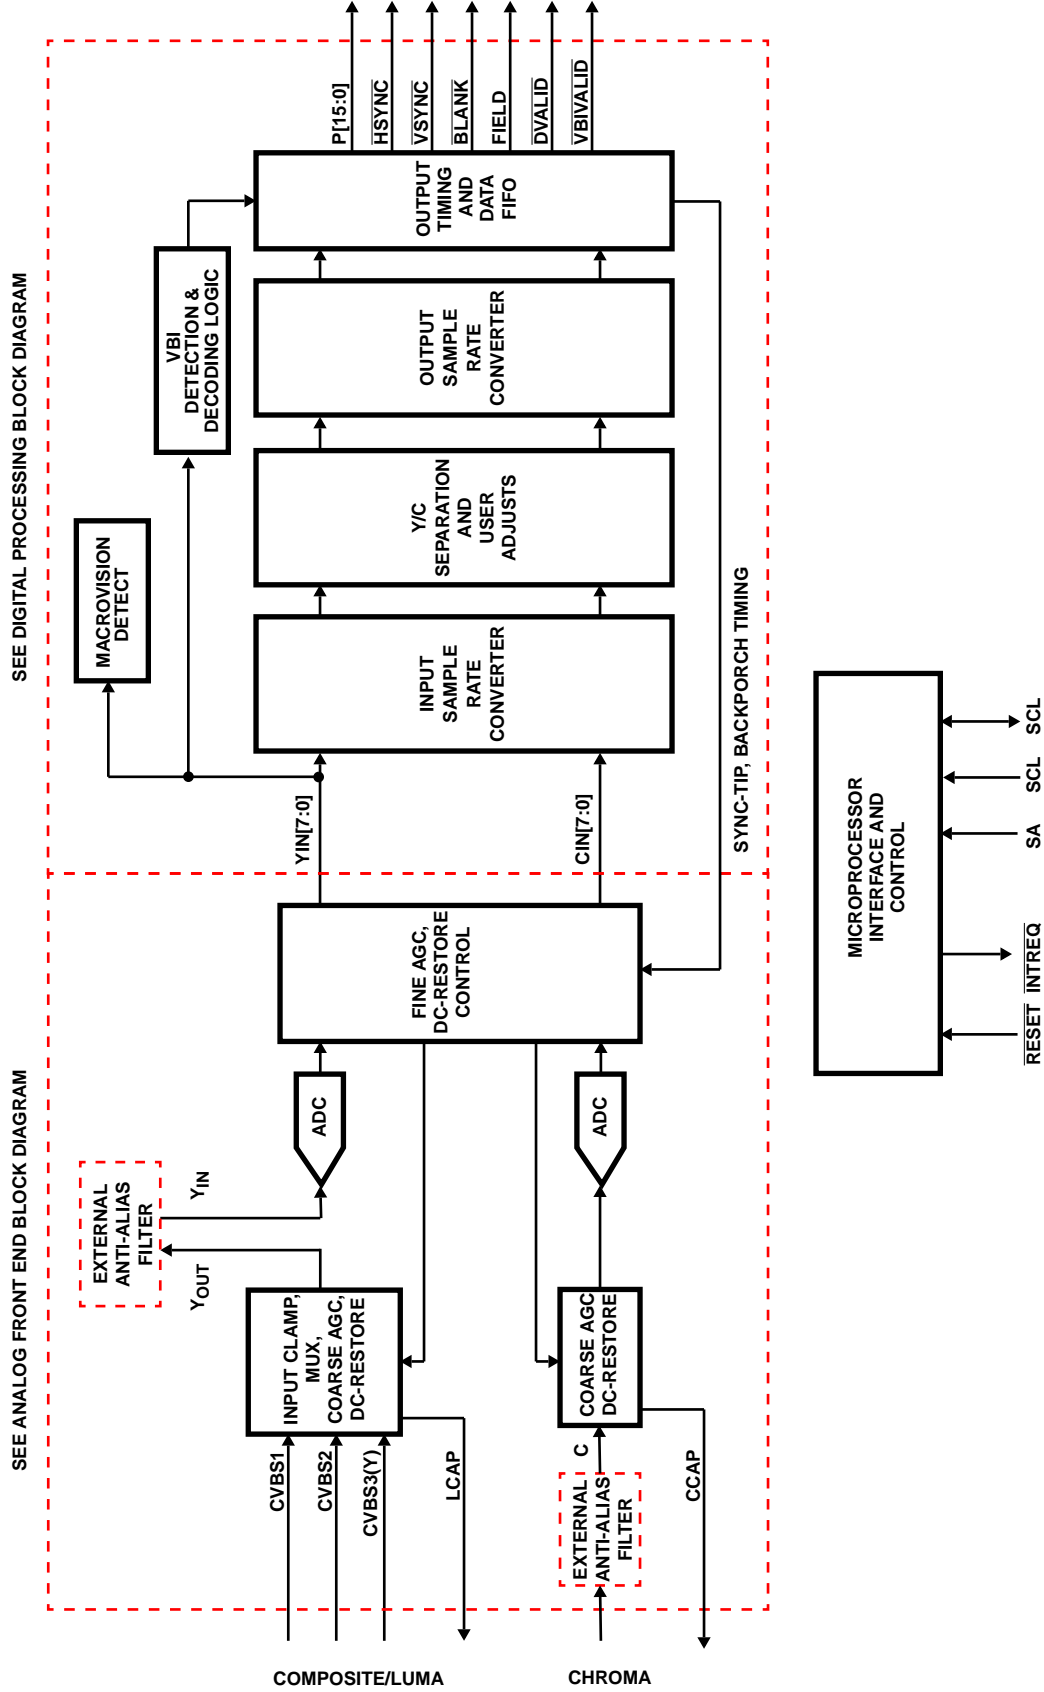 SEE ANALOG FRONT END BLOCK DIAGRAM
SEE DIGITAL PROCESSING BLOCK DIAGRAM
EXTERNAL
ANTI-ALIAS
FILTER
YOUT
YIN
MACROVISION
DETECT
VBI
DETECTION &
DECODING LOGIC
COMPOSITE/LUMA
CVBS1
CVBS2
CVBS3(Y)
LCAP
INPUT CLAMP,
MUX,
COARSE AGC,
DC-RESTORE
ADC
FINE AGC,
DC-RESTORE
CONTROL
YIN[7:0]
CIN[7:0]
INPUT
SAMPLE
RATE
CONVERTER
Y/C
SEPARATION
AND
USER
ADJUSTS
OUTPUT
SAMPLE
RATE
CONVERTER
OUTPUT
TIMING
AND
DATA
FIFO
P[15:0]
HSYNC
VSYNC
BLANK
FIELD
DVALID
VBIVALID
CHROMA
EXTERNAL
ANTI-ALIAS
FILTER
C
COARSE AGC
DC-RESTORE
ADC
CCAP
SYNC-TIP, BACKPORCH TIMING
MICROPROCESSOR
INTERFACE AND
CONTROL
RESET
INTREQ
SA
SCL
SCL